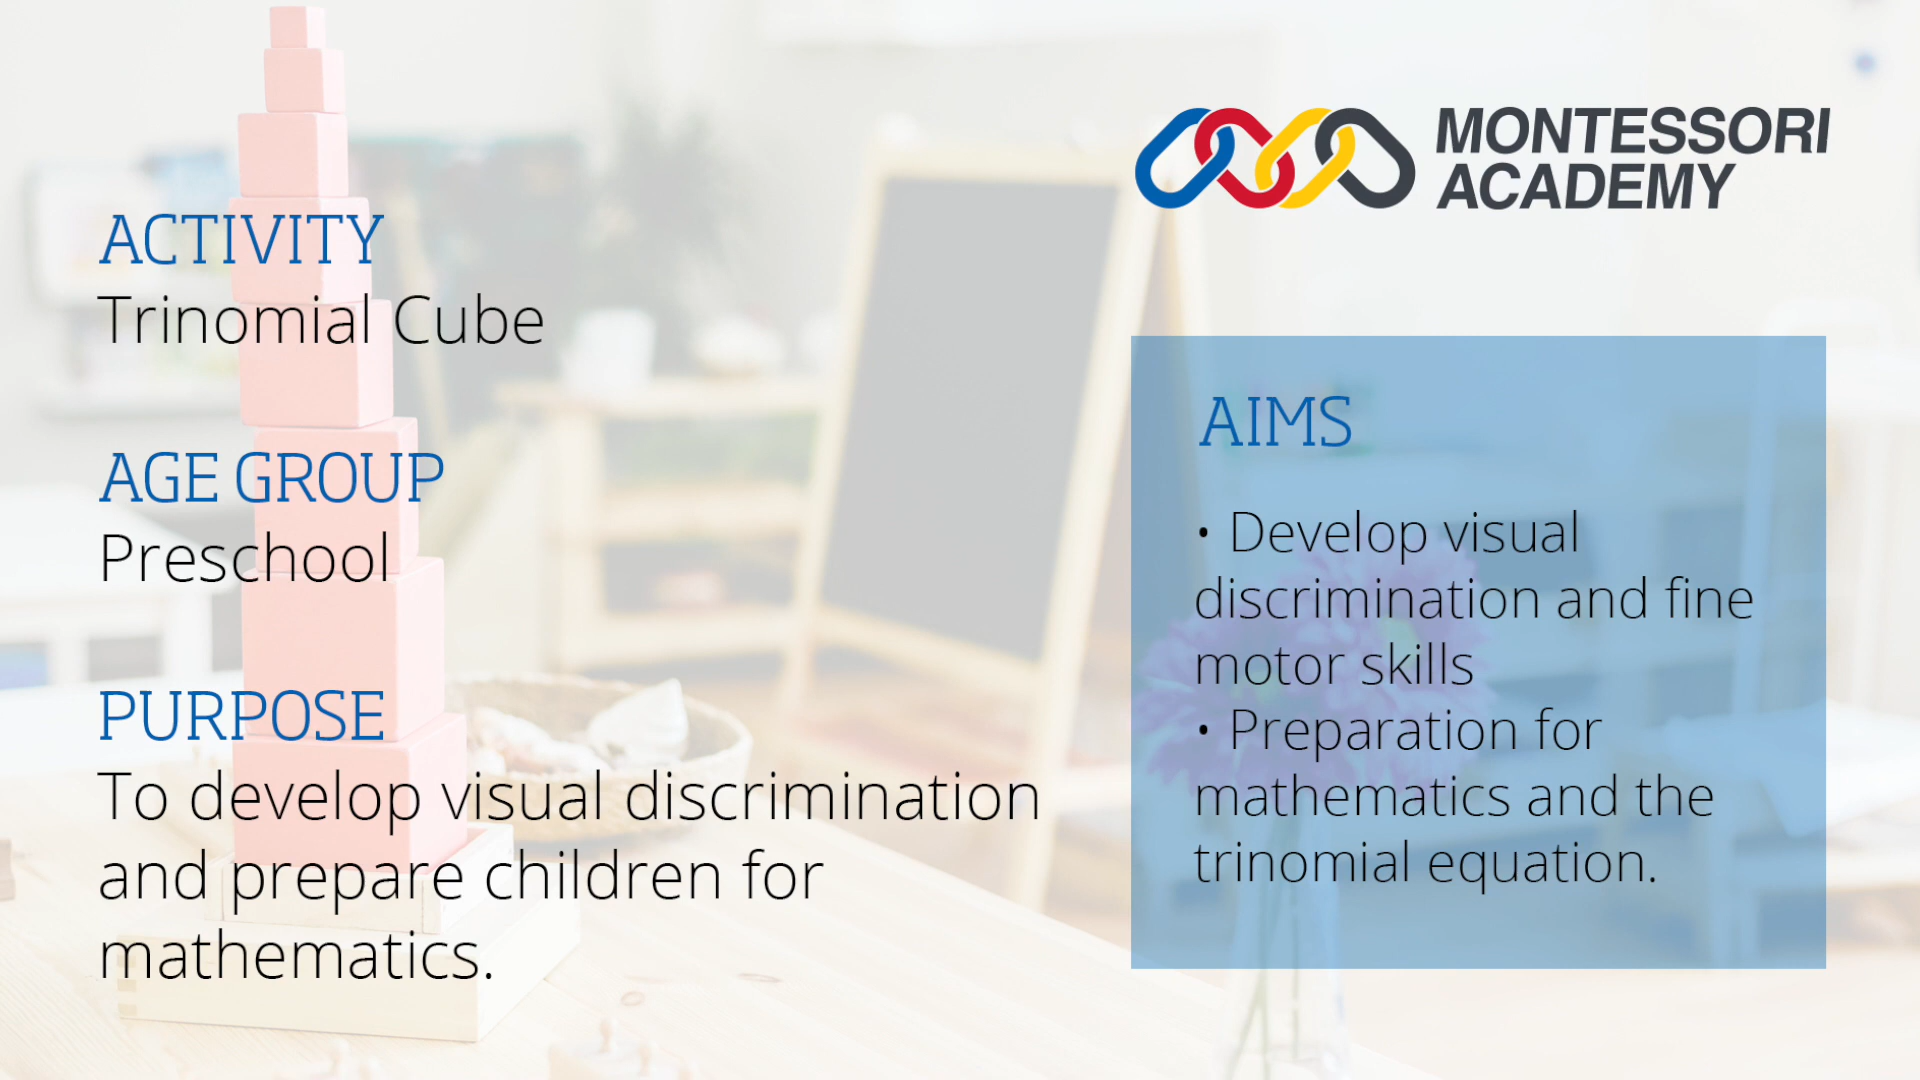 ACTIVITY
Trinomial Cube
AGE GROUP
Preschool
PURPOSE
To develop visual discrimination
and prepare children for
mathematics.
MONTESSORI
ACADEMY
AIMS
• Develop visual
discrimination and fine
motor skills
• Preparation for
mathematics and the
trinomial equation.